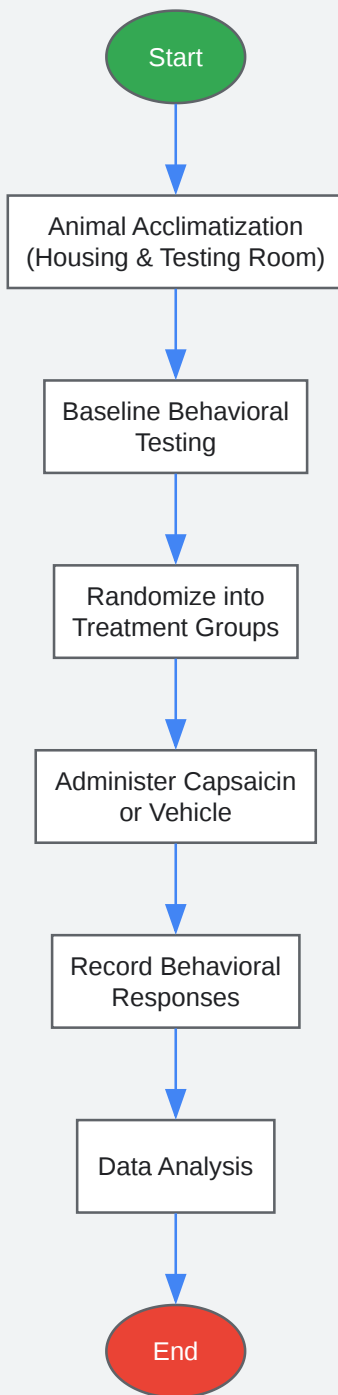 Start
Animal Acclimatization
(Housing & Testing Room)
Baseline Behavioral
Testing
Randomize into
Treatment Groups
Administer Capsaicin
or Vehicle
Record Behavioral
Responses
Data Analysis
End